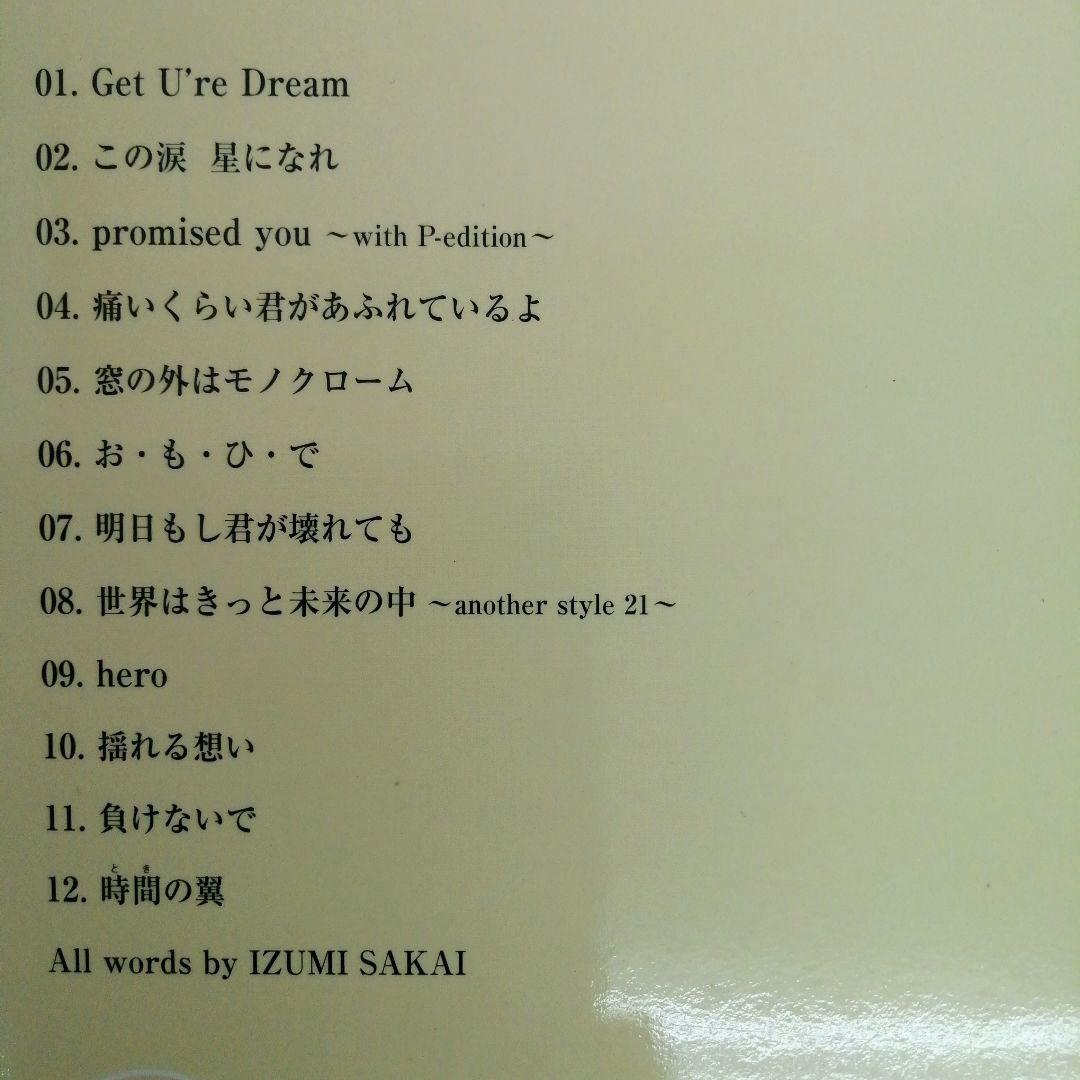 01. Get U're Dream
02. この涙 星になれ
03. promised you ～with P-edition～
04. 痛いくらい君があふれているよ
05. 窓の外はモノクローム
06. お・も・ひ・で
07. 明日もし君が壊れても
08. 世界はきっと未来の中 ～another style 21～
09. hero
10. 揺れる想い
11. 負けないで
とき
12. 時間の翼
All words by IZUMI SAKAI